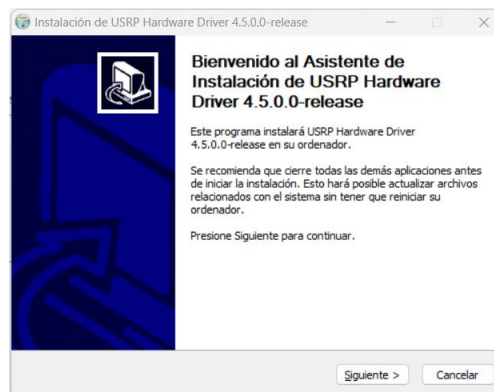 Instalación de USRP Hardware Driver 4.5.0.0-release
Bienvenido al Asistente de
Instalación de USRP Hardware
Driver 4.5.0.0-release
Este programa instalará USRP Hardware Driver
4.5.0.0-release en su ordenador.
Se recomienda que cierre todas las demás aplicaciones antes
de iniciar la instalación. Esto hará posible actualizar archivos
relacionados con el sistema sin tener que reiniciar su
ordenador.
Presione Siguiente para continuar.
Siguiente >
Cancelar